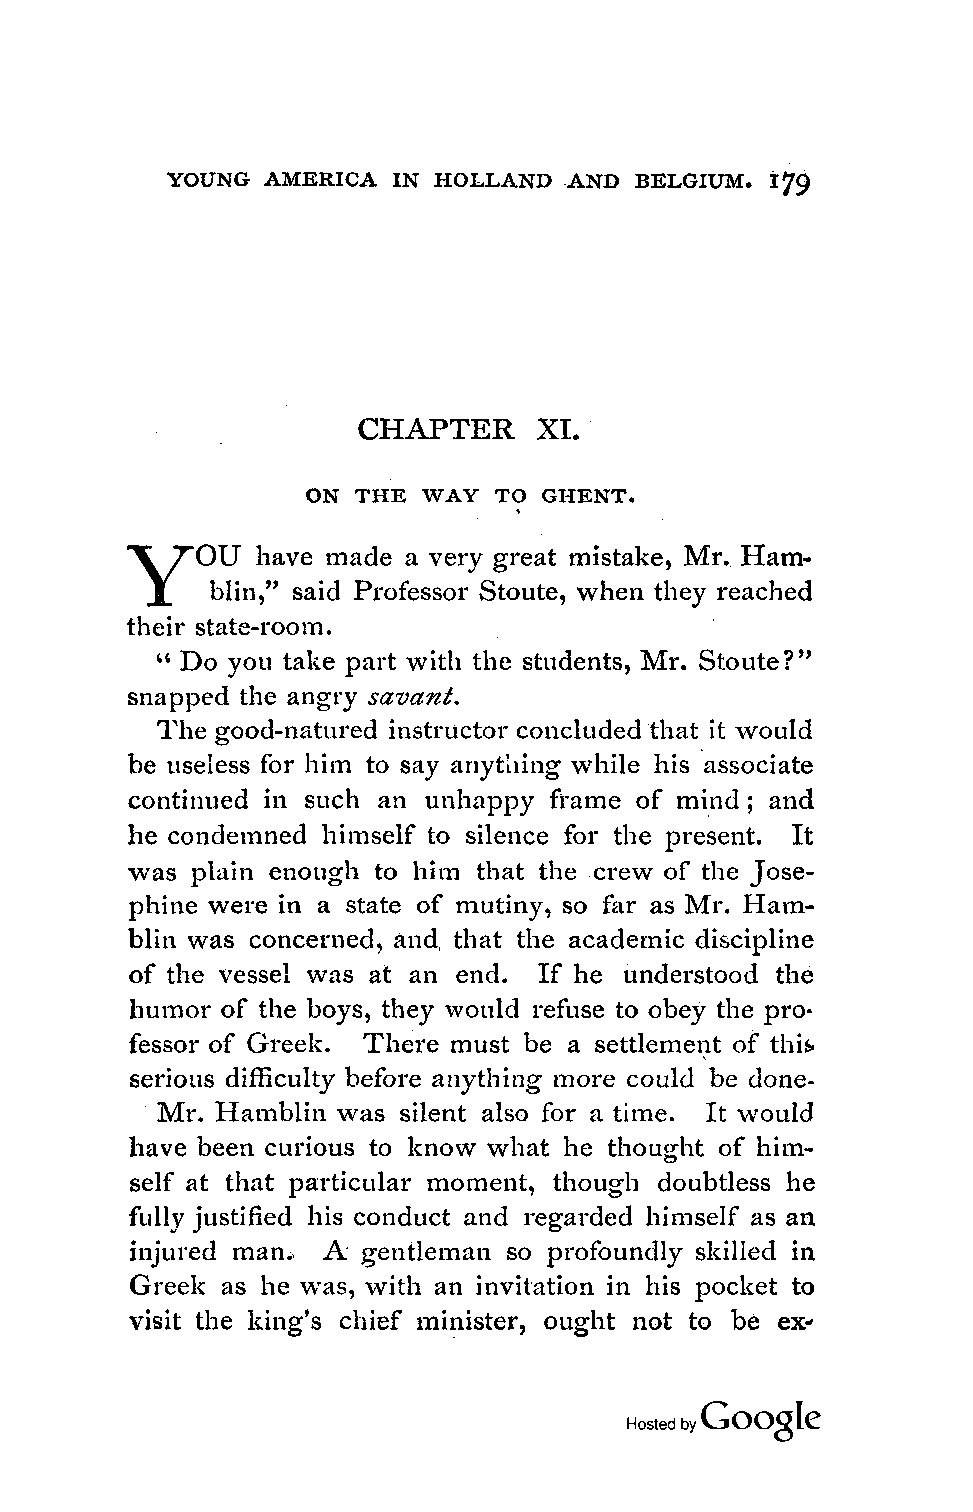 YOUNG AMERICA IN HOLLAND AND BELGIUM. 179
CHAPTER XI.
ON THE WAY TO GHENT.
YOU have made a very great mistake, Mr. Ham-
blin," said Professor Stoute, when they reached
their state-room.
"Do you take part with the students, Mr. Stoute?"
snapped the angry savant.
The good-natured instructor concluded that it would
be useless for him to say anything while his associate
continued in such an unhappy frame of mind; and
he condemned himself to silence for the present. It
was plain enough to him that the crew of the Jose-
phine were in a state of mutiny, so far as Mr. Ham-
blin was concerned, and that the academic discipline
of the vessel was at an end. If he understood the
humor of the boys, they would refuse to obey the pro-
fessor of Greek. There must be a settlement of this
serious difficulty before anything more could be done.
Mr. Hamblin was silent also for a time. It would
have been curious to know what he thought of him-
self at that particular moment, though doubtless he
fully justified his conduct and regarded himself as an
injured man. A gentleman so profoundly skilled in
Greek as he was, with an invitation in his pocket to
visit the king's chief minister, ought not to be ex-
Hosted by Google